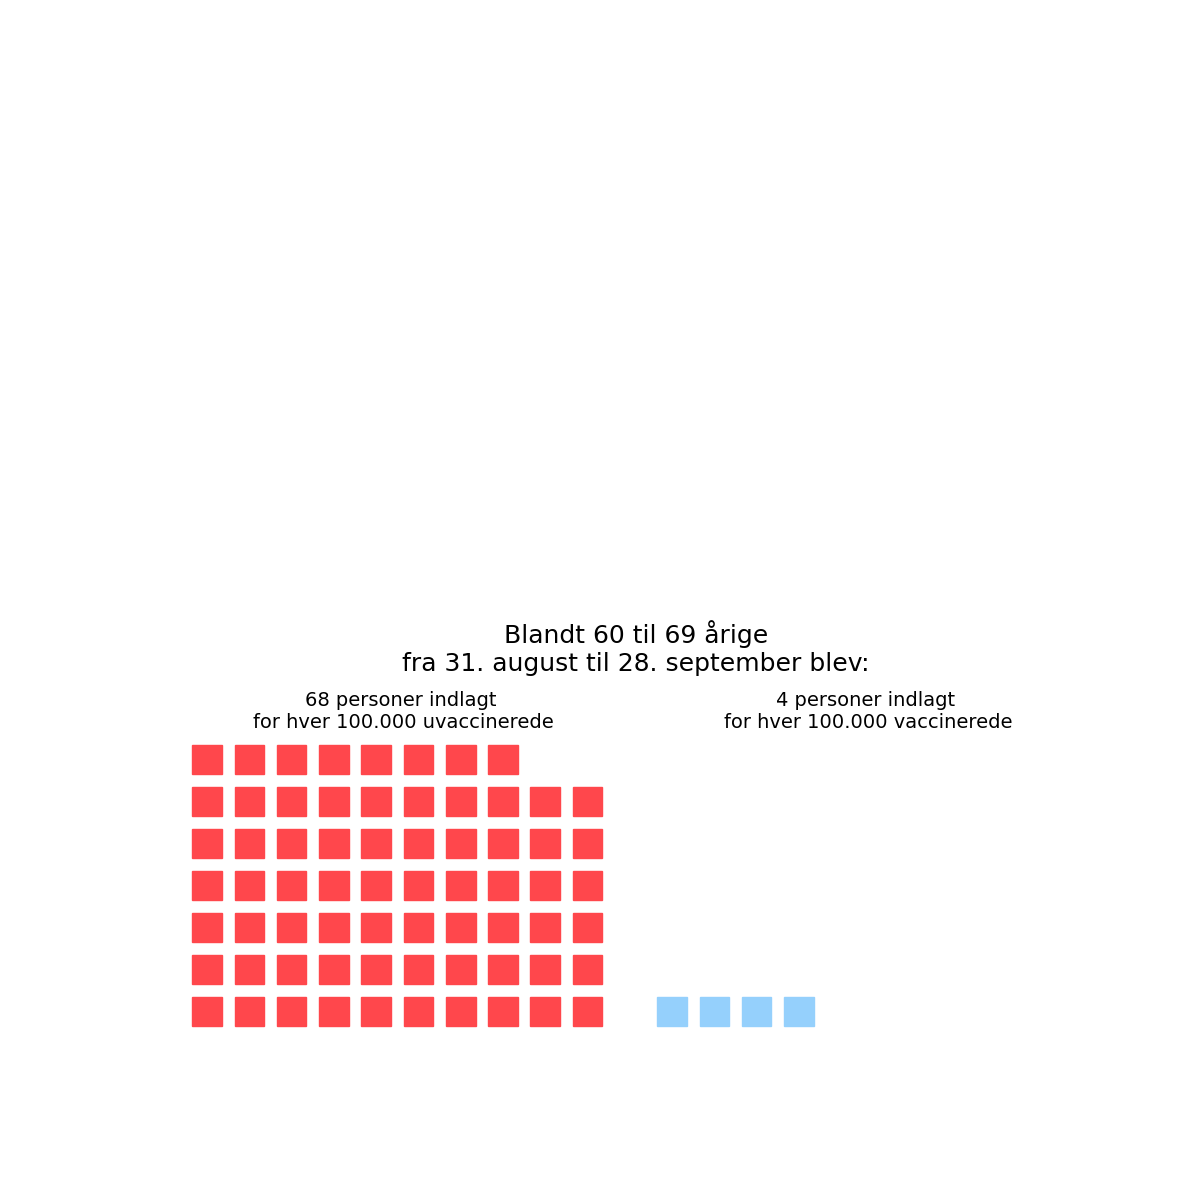 Blandt 60 til 69 årige
fra 31. august til 28. september blev:
68 personer indlagt
for hver 100.000 uvaccinerede
4 personer indlagt
for hver 100.000 vaccinerede